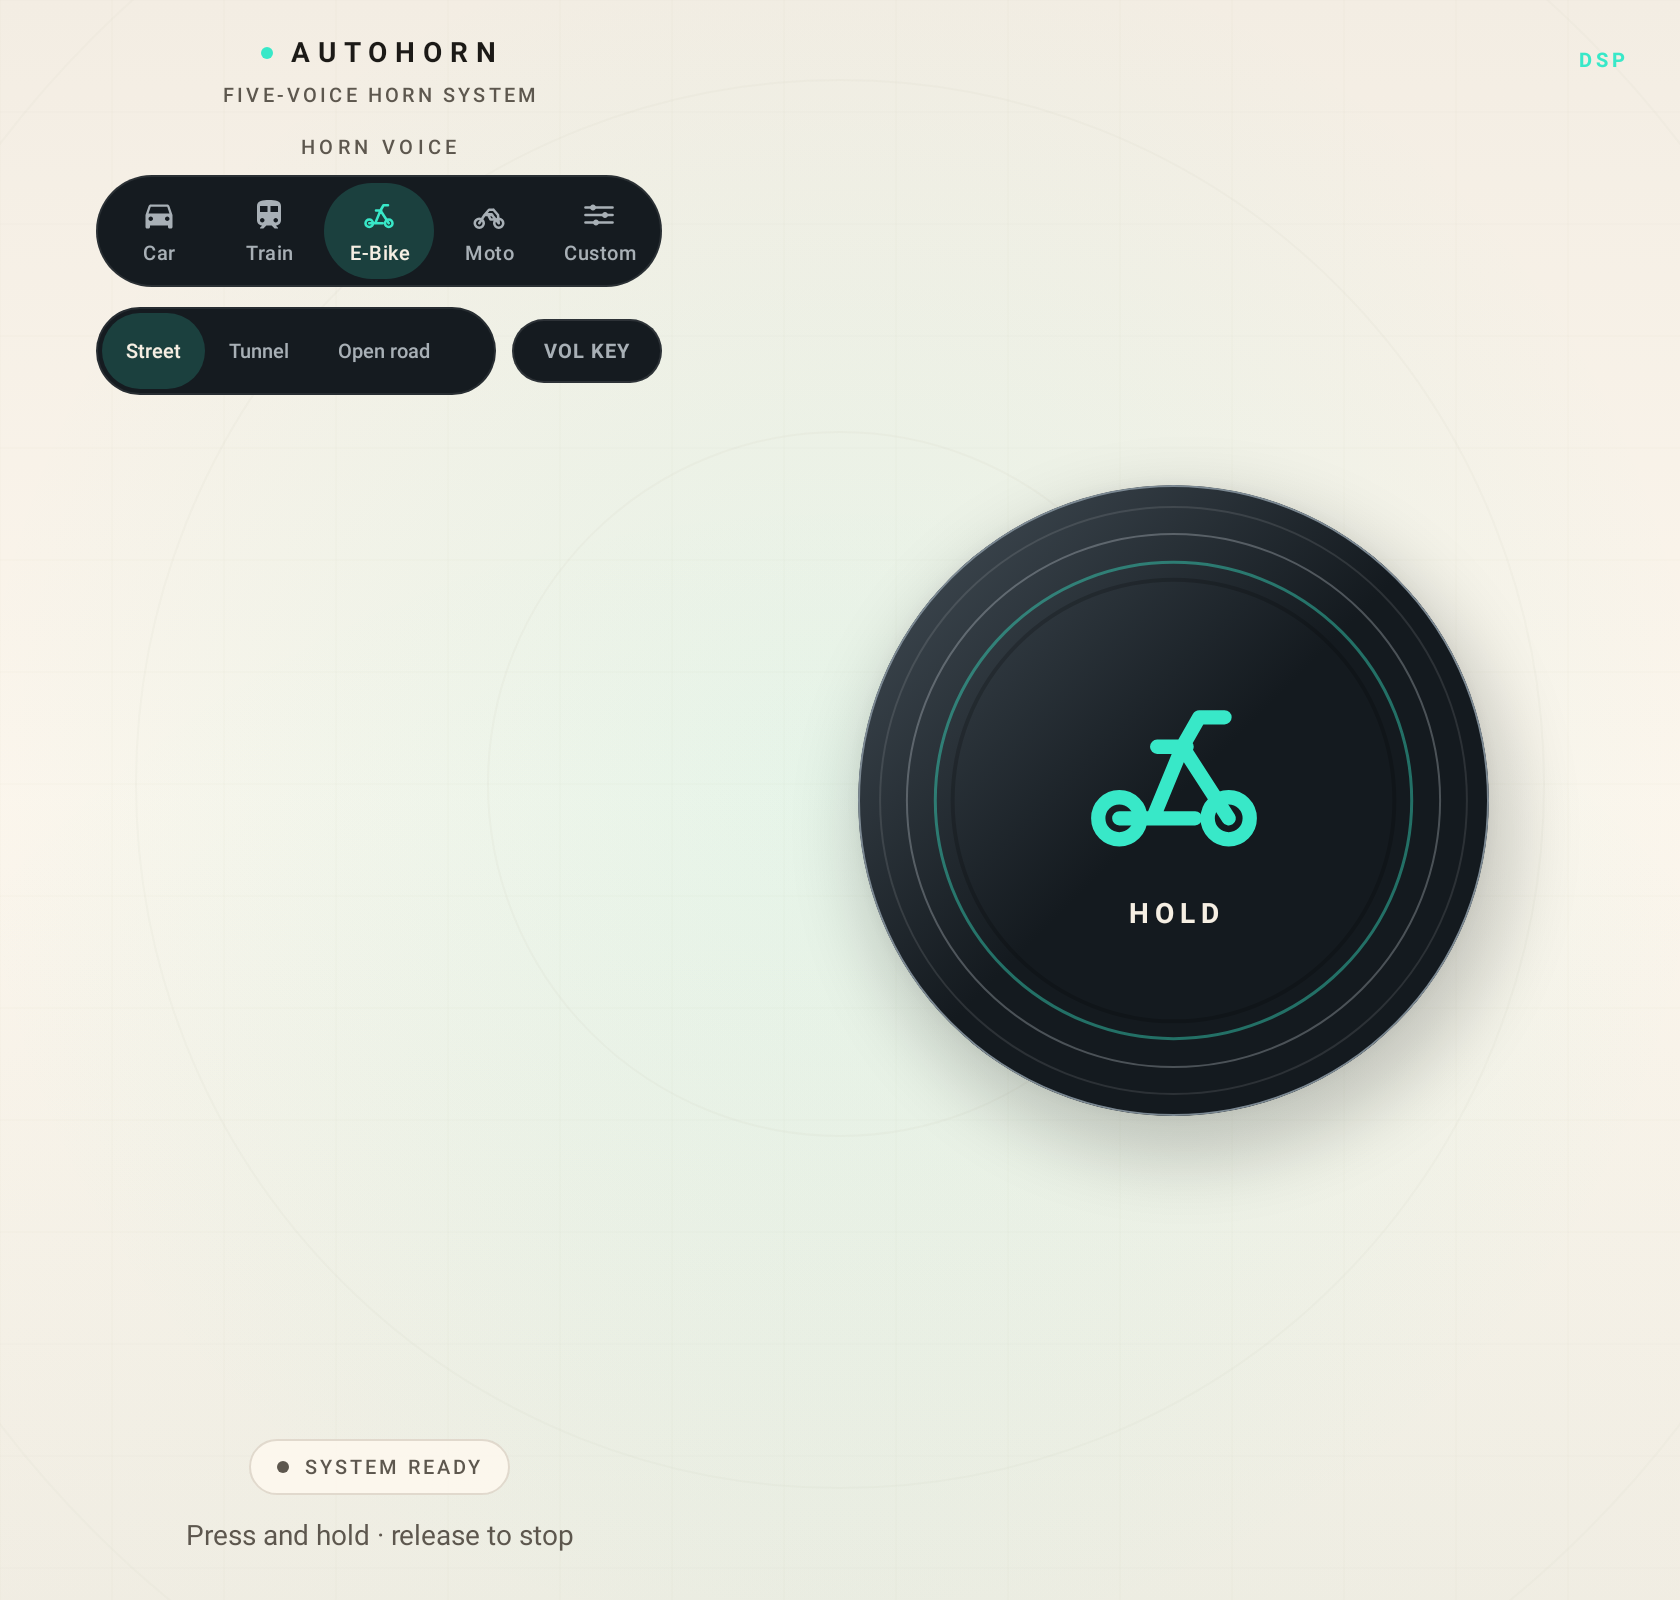 AUTOHORN
DSP
FIVE-VOICE HORN SYSTEM
HORN VOICE
Car Train E-Bike Moto Custom
Street Tunnel Open road VOL KEY
HOLD
SYSTEM READY
Press and hold · release to stop